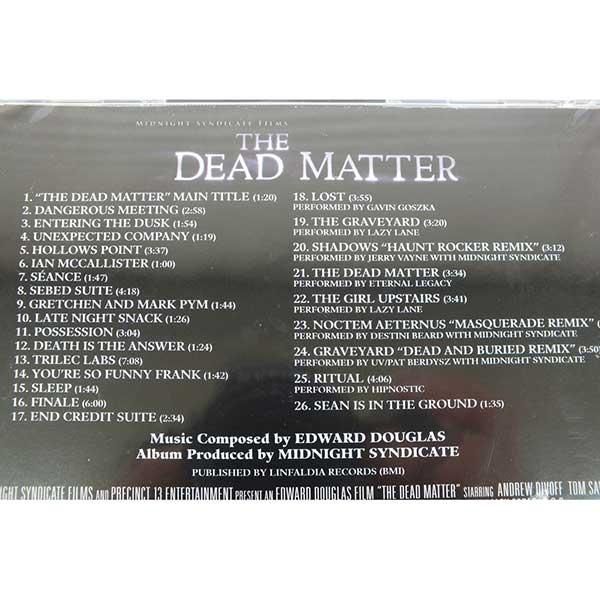 MIDNIGHT SYNDICATE FILMS
THE
DEAD MATTER
1. "THE DEAD MATTER" MAIN TITLE (1:20)
2. DANGEROUS MEETING (2:58)
3. ENTERING THE DUSK (1:54)
4. UNEXPECTED COMPANY (1:19)
5. HOLLOWS POINT (3:37)
6. IAN MCCALLISTER (1:00)
7. SÉANCE (1:47)
8. SEBED SUITE (4:18)
9. GRETCHEN AND MARK PYM (1:44)
10. LATE NIGHT SNACK (1:26)
11. POSSESSION (3:04)
12. DEATH IS THE ANSWER (1:24)
13. TRILEC LABS (7:08)
14. YOU'RE SO FUNNY FRANK (1:42)
15. SLEEP (1:44)
16. FINALE (6:00)
17. END CREDIT SUITE (2:34)
18. LOST (3:55)
PERFORMED BY GAVIN GOSZKA
19. THE GRAVEYARD (3:20)
PERFORMED BY LAZY LANE
20. SHADOWS "HAUNT ROCKER REMIX" (3:12)
PERFORMED BY JERRY VAYNE WITH MIDNIGHT SYNDICATE
21. THE DEAD MATTER (3:34)
PERFORMED BY ETERNAL LEGACY
22. THE GIRL UPSTAIRS (3:41)
PERFORMED BY LAZY LANE
23. NOCTEM AETERNUS "MASQUERADE REMIX"
PERFORMED BY DESTINI BEARD WITH MIDNIGHT SYNDICATE
24. GRAVEYARD "DEAD AND BURIED REMIX" (3:50)
PERFORMED BY UV/PAT BERDYSZ WITH MIDNIGHT SYNDICATE
25. RITUAL (4:06)
PERFORMED BY HIPNOSTIC
26. SEAN IS IN THE GROUND (1:35)
Music Composed by EDWARD DOUGLAS
Album Produced by MIDNIGHT SYNDICATE
PUBLISHED BY LINFALDIA RECORDS (BMI)
NIGHT SYNDICATE FILMS AND PRECINCT 13 ENTERTAINMENT PRESENT AN EDWARD DOUGLAS FILM "THE DEAD MATTER" STARRING ANDREW DIVOFF TOM SAV